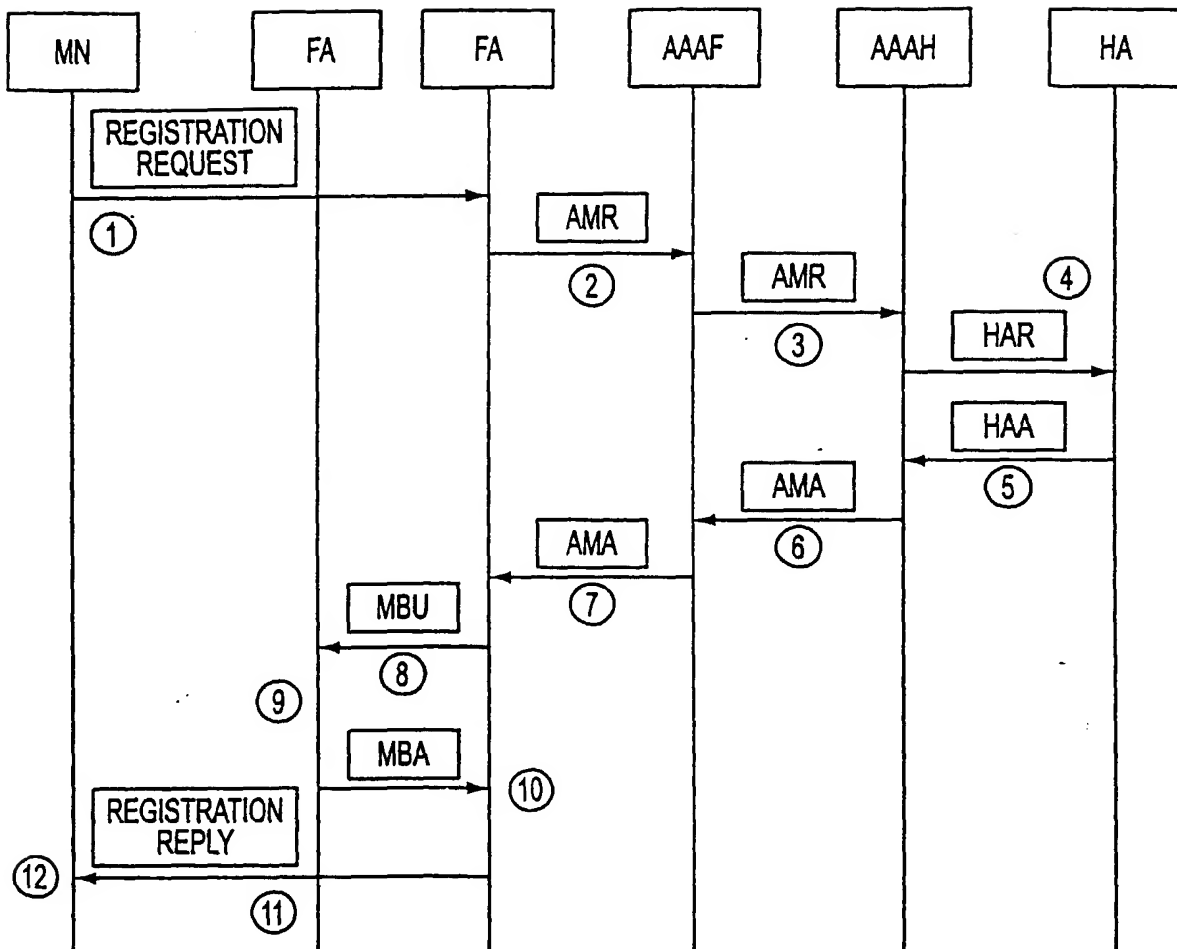 MN
FA
FA
AAAF
AAAH
HA
REGISTRATION
REQUEST
1
AMR
2
AMR
3
4
HAR
HAA
5
AMA
6
AMA
7
MBU
8
9
MBA
10
REGISTRATION
REPLY
12
11